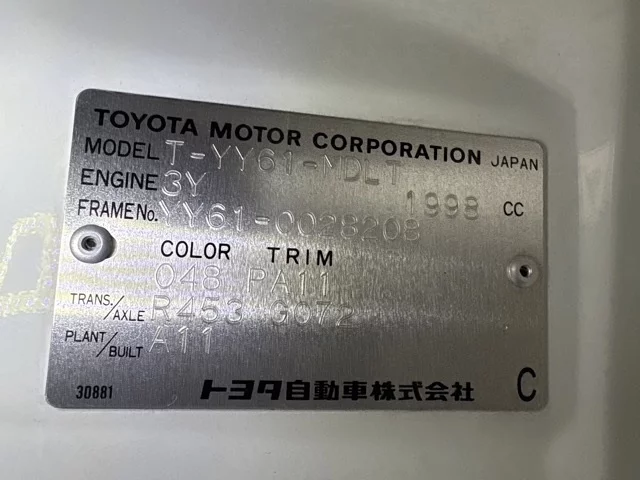 TOYOTA MOTOR CORPORATION JAPAN
MODEL T-YY61-MDLT
ENGINE 3Y 1998 CC
FRAME No. YY61-0028208
COLOR TRIM
048 PA11
TRANS./AXLE R453 G072
PLANT/BUILT A11
30881 トヨタ自動車株式会社 C